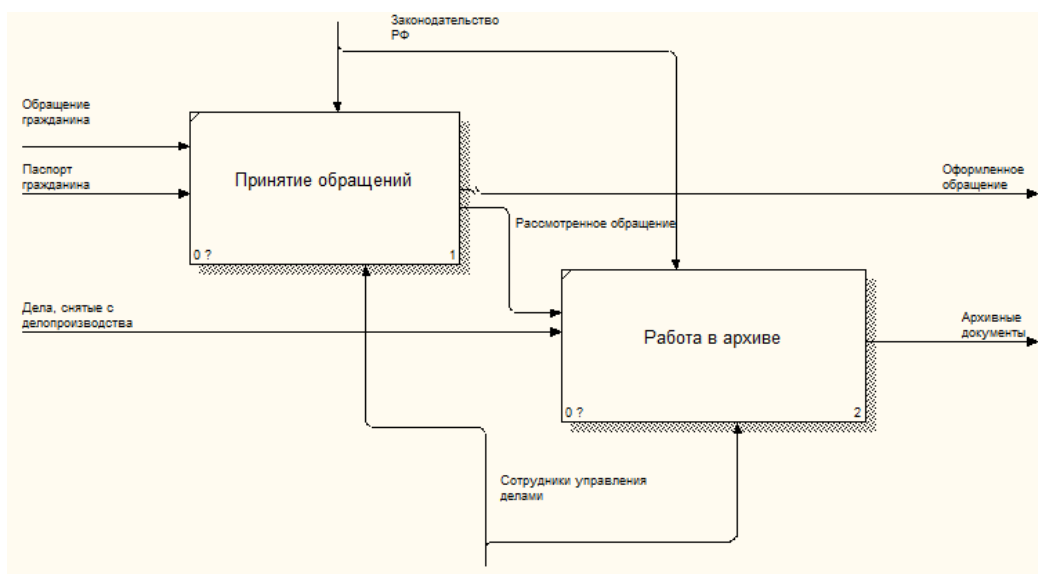 Законодательство
РФ
Обращение
гражданина
Паспорт
гражданина
Принятие обращений
0 ?
1
Оформленное
обращение
Рассмотренное обращение
Дела, снятые с
делопроизводства
Работа в архиве
0 ?
2
Архивные
документы
Сотрудники управления
делами